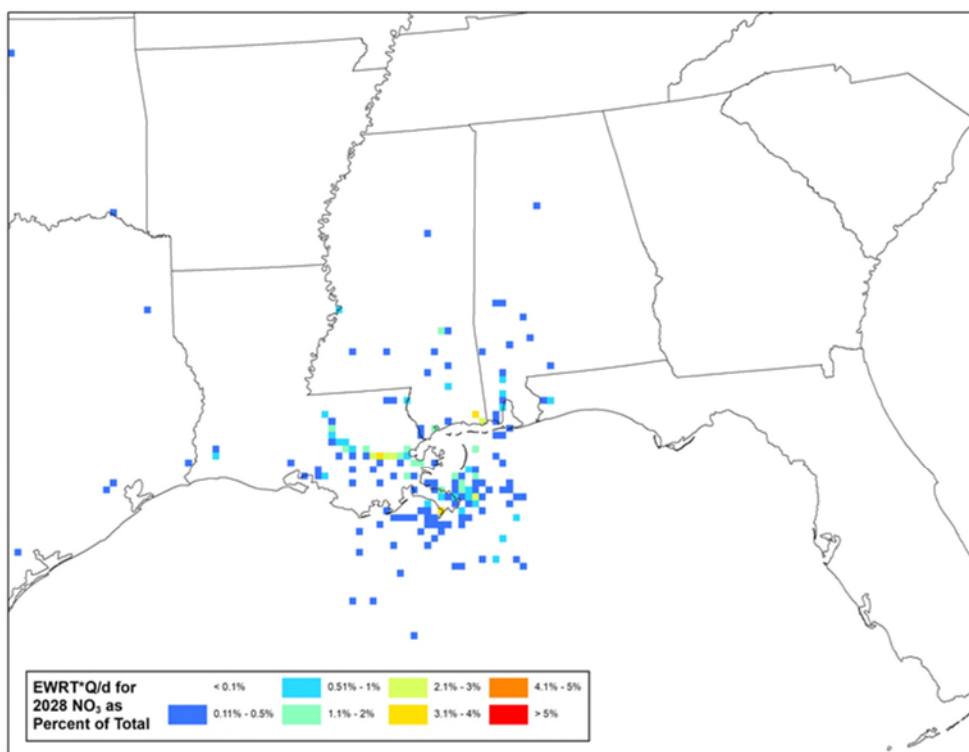 EWRT*Q/d for
2028 NO₃ as
Percent of Total
< 0.1%
0.51% - 1%
2.1% - 3%
4.1% - 5%
0.11% - 0.5%
1.1% - 2%
3.1% - 4%
> 5%